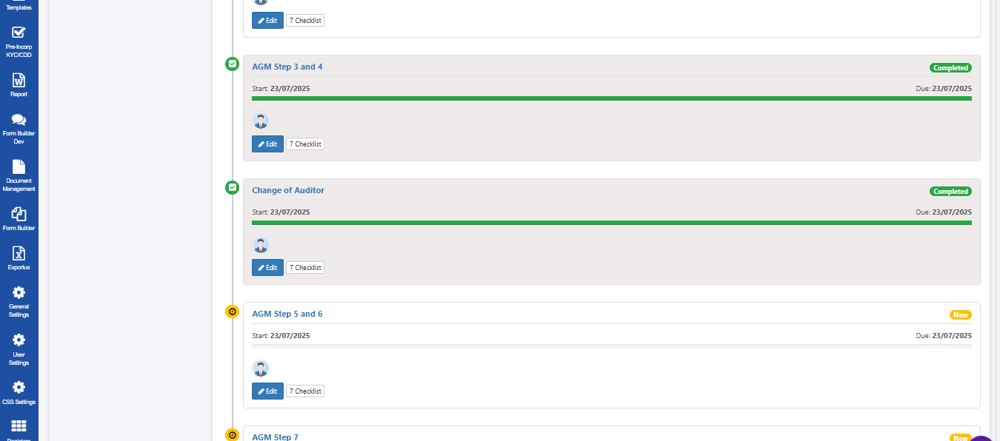 Templates
Pre-Incorp
KYC/CDD
Report
Form Builder
Dev
Document
Management
Form Builder
Exportus
General
Settings
User
Settings
CSS Settings
Registers
Edit 7 Checklist
AGM Step 3 and 4 Completed
Start: 23/07/2025 Due: 23/07/2025
Edit 7 Checklist
Change of Auditor Completed
Start: 23/07/2025 Due: 23/07/2025
Edit 7 Checklist
AGM Step 5 and 6 New
Start: 23/07/2025 Due: 23/07/2025
Edit 7 Checklist
AGM Step 7 New